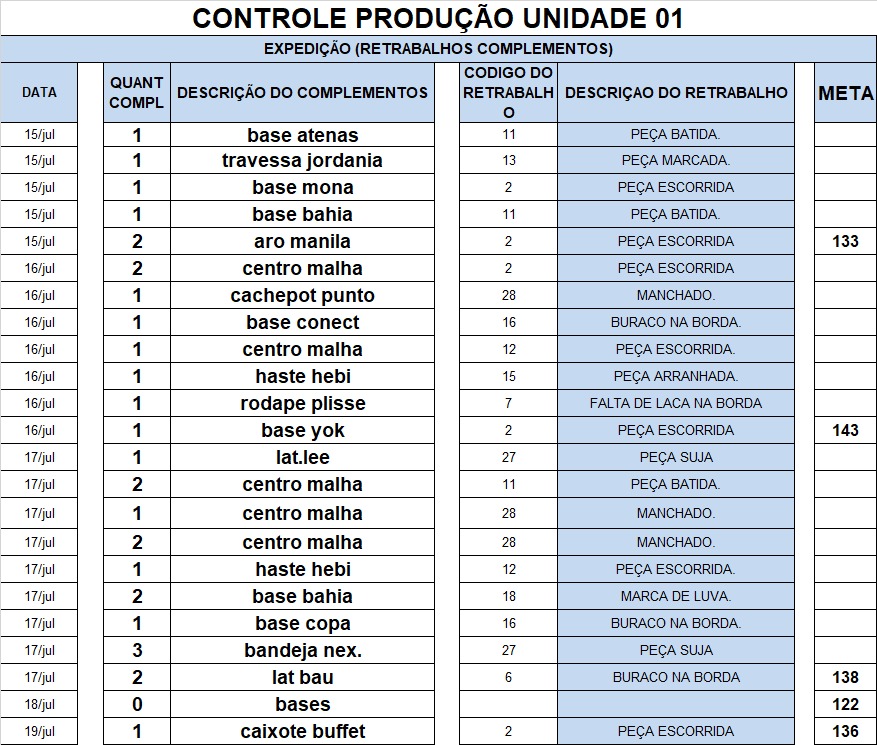 CONTROLE PRODUÇÃO UNIDADE 01
EXPEDIÇÃO (RETRABALHOS COMPLEMENTOS)
DATA QUANT COMPL DESCRIÇÃO DO COMPLEMENTOS CODIGO DO RETRABALHO DESCRIÇAO DO RETRABALHO META
15/jul 1 base atenas 11 PEÇA BATIDA.
15/jul 1 travessa jordania 13 PEÇA MARCADA.
15/jul 1 base mona 2 PEÇA ESCORRIDA
15/jul 1 base bahia 11 PEÇA BATIDA.
15/jul 2 aro manila 2 PEÇA ESCORRIDA 133
16/jul 2 centro malha 2 PEÇA ESCORRIDA
16/jul 1 cachepot punto 28 MANCHADO.
16/jul 1 base conect 16 BURACO NA BORDA.
16/jul 1 centro malha 12 PEÇA ESCORRIDA.
16/jul 1 haste hebi 15 PEÇA ARRANHADA.
16/jul 1 rodape plisse 7 FALTA DE LACA NA BORDA
16/jul 1 base yok 2 PEÇA ESCORRIDA 143
17/jul 1 lat.lee 27 PEÇA SUJA
17/jul 2 centro malha 11 PEÇA BATIDA.
17/jul 1 centro malha 28 MANCHADO.
17/jul 2 centro malha 28 MANCHADO.
17/jul 1 haste hebi 12 PEÇA ESCORRIDA.
17/jul 2 base bahia 18 MARCA DE LUVA.
17/jul 1 base copa 16 BURACO NA BORDA.
17/jul 3 bandeja nex. 27 PEÇA SUJA
17/jul 2 lat bau 6 BURACO NA BORDA 138
18/jul 0 bases 122
19/jul 1 caixote buffet 2 PEÇA ESCORRIDA 136